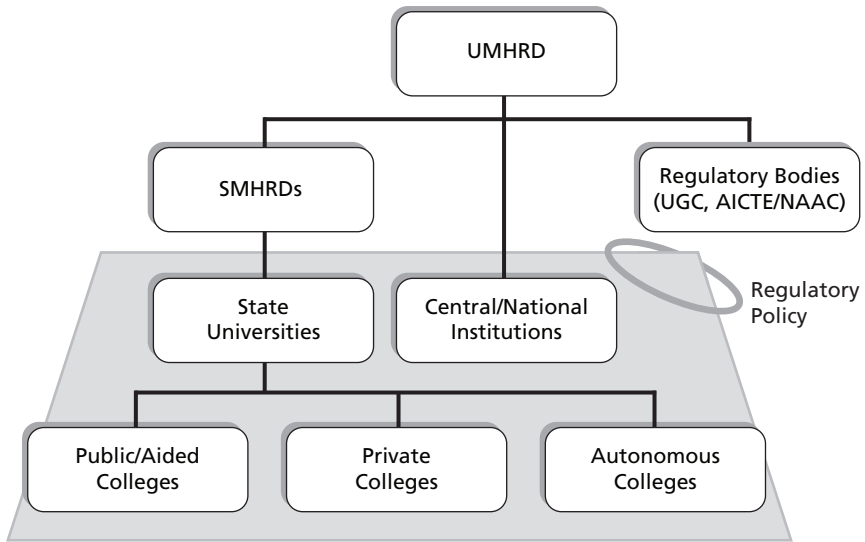 UMHRD
SMHRDs
Regulatory Bodies
(UGC, AICTE/NAAC)
State
Universities
Central/National
Institutions
Regulatory
Policy
Public/Aided
Colleges
Private
Colleges
Autonomous
Colleges